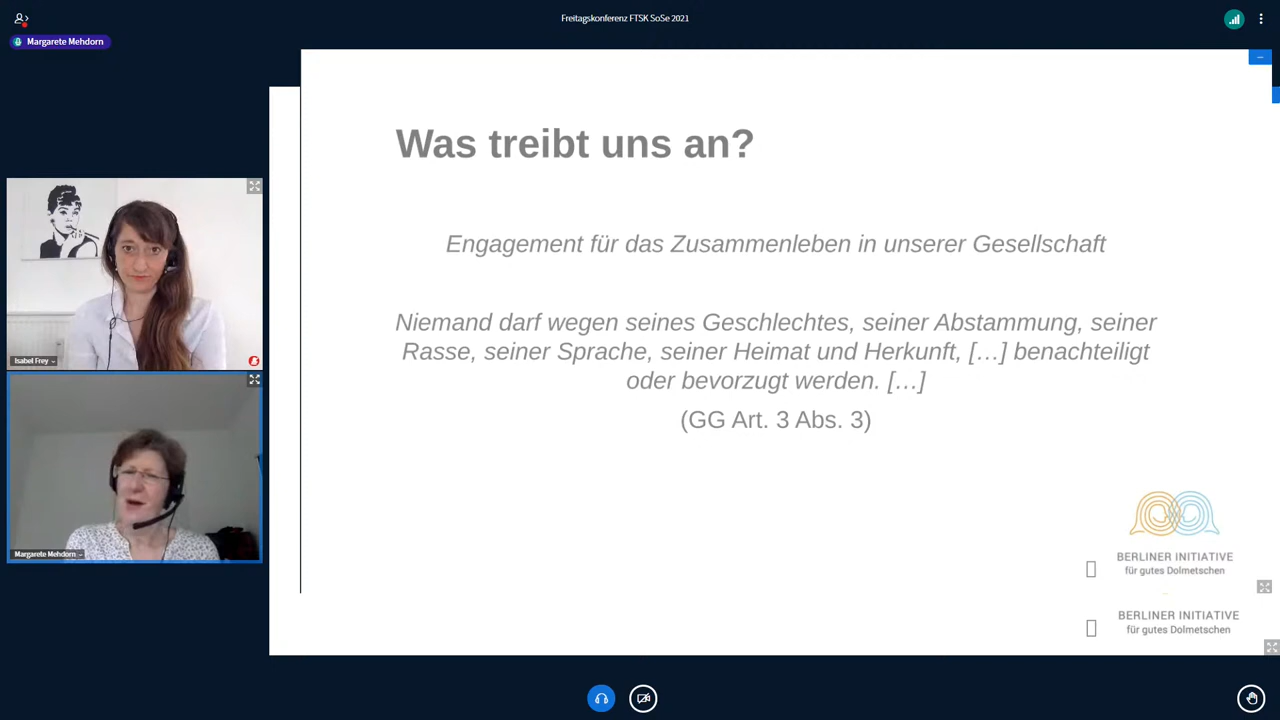 Freitagskonferenz FTSK SoSe 2021
Margarete Mehdorn
Was treibt uns an?
Engagement für das Zusammenleben in unserer Gesellschaft
Niemand darf wegen seines Geschlechtes, seiner Abstammung, seiner
Rasse, seiner Sprache, seiner Heimat und Herkunft, […] benachteiligt
oder bevorzugt werden. […]
(GG Art. 3 Abs. 3)
Isabel Frey
Margarete Mehdorn
BERLINER INITIATIVE
für gutes Dolmetschen
BERLINER INITIATIVE
für gutes Dolmetschen